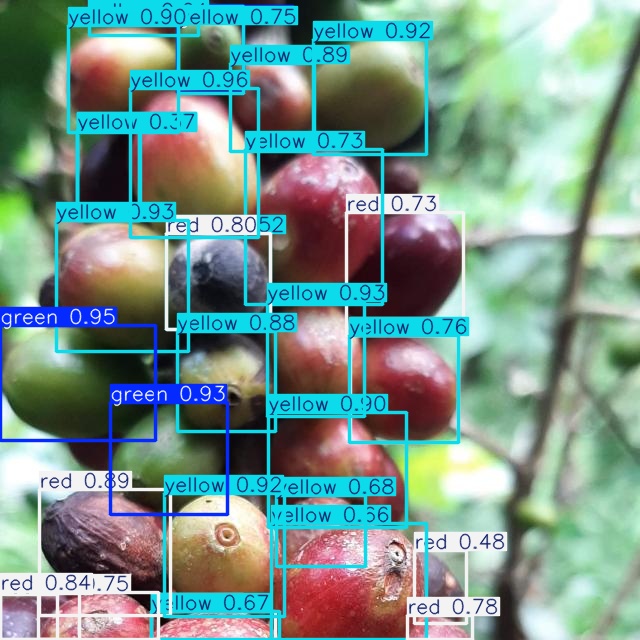 yellow 0.90
yellow 0.75
yellow 0.92
yellow 0.89
yellow 0.96
yellow 0.37
yellow 0.73
red 0.73
yellow 0.93
red 0.80
52
yellow 0.93
green 0.95
yellow 0.88
yellow 0.76
green 0.93
yellow 0.90
red 0.89
yellow 0.92
yellow 0.68
yellow 0.66
red 0.48
red 0.84
.75
yellow 0.67
red 0.78